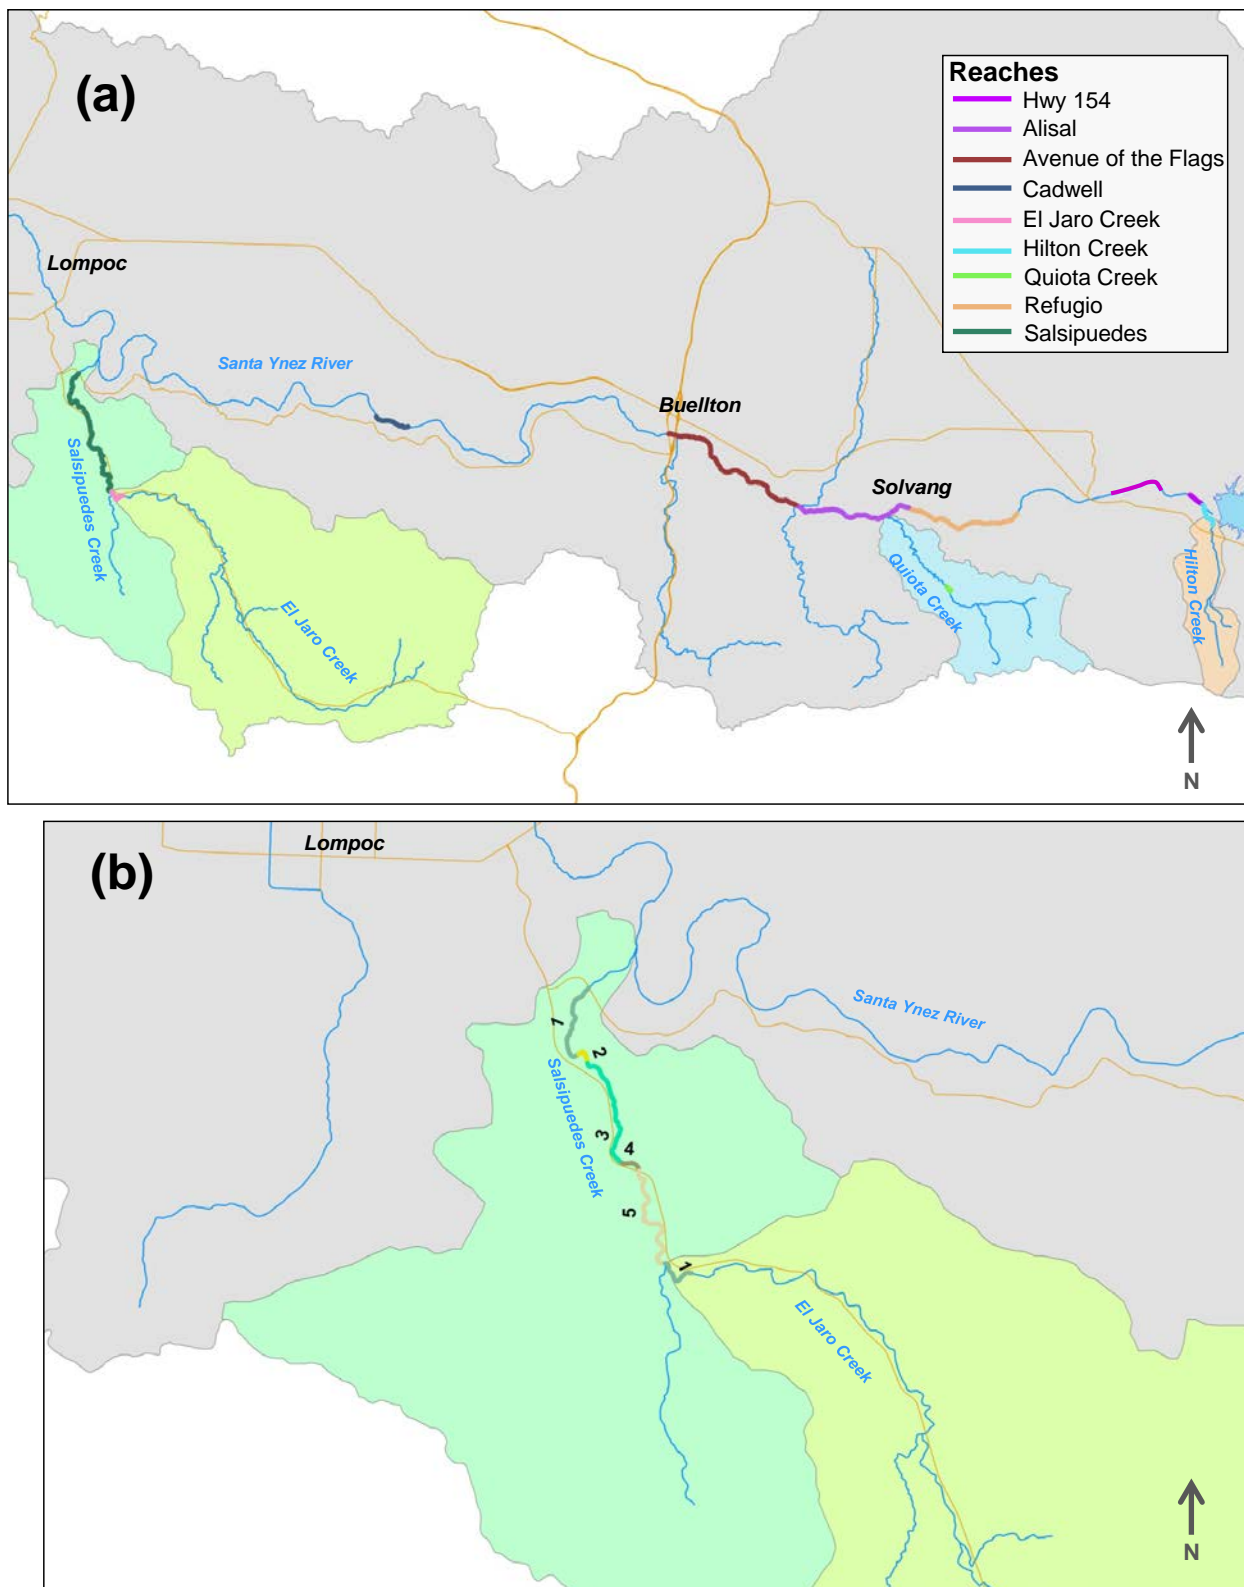 (a)
Reaches
Hwy 154
Alisal
Avenue of the Flags
Cadwell
El Jaro Creek
Hilton Creek
Quiota Creek
Refugio
Salsipuedes
Lompoc
Santa Ynez River
Buellton
Solvang
Salsipuedes Creek
El Jaro Creek
Quiota Creek
Hilton Creek
N
(b)
Lompoc
Santa Ynez River
1
2
Salsipuedes Creek
3
4
5
1
El Jaro Creek
N